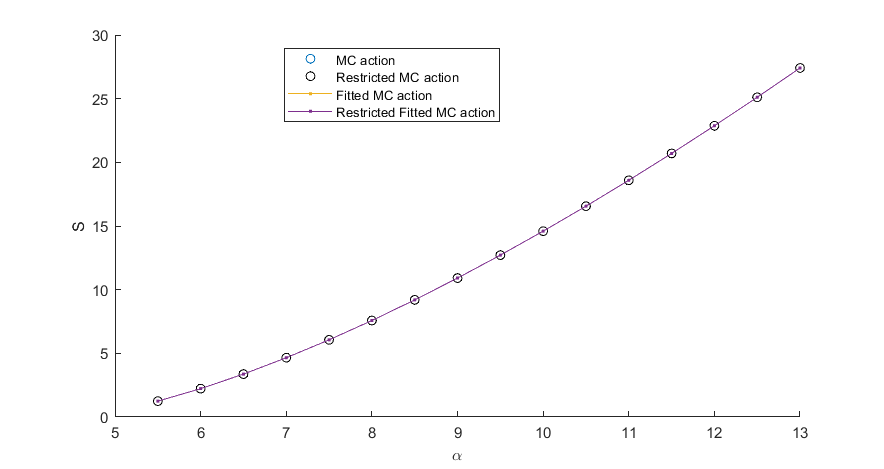 30
25
20
15
10
5
0
S
MC action
Restricted MC action
Fitted MC action
Restricted Fitted MC action
5 6 7 8 9 10 11 12 13
α